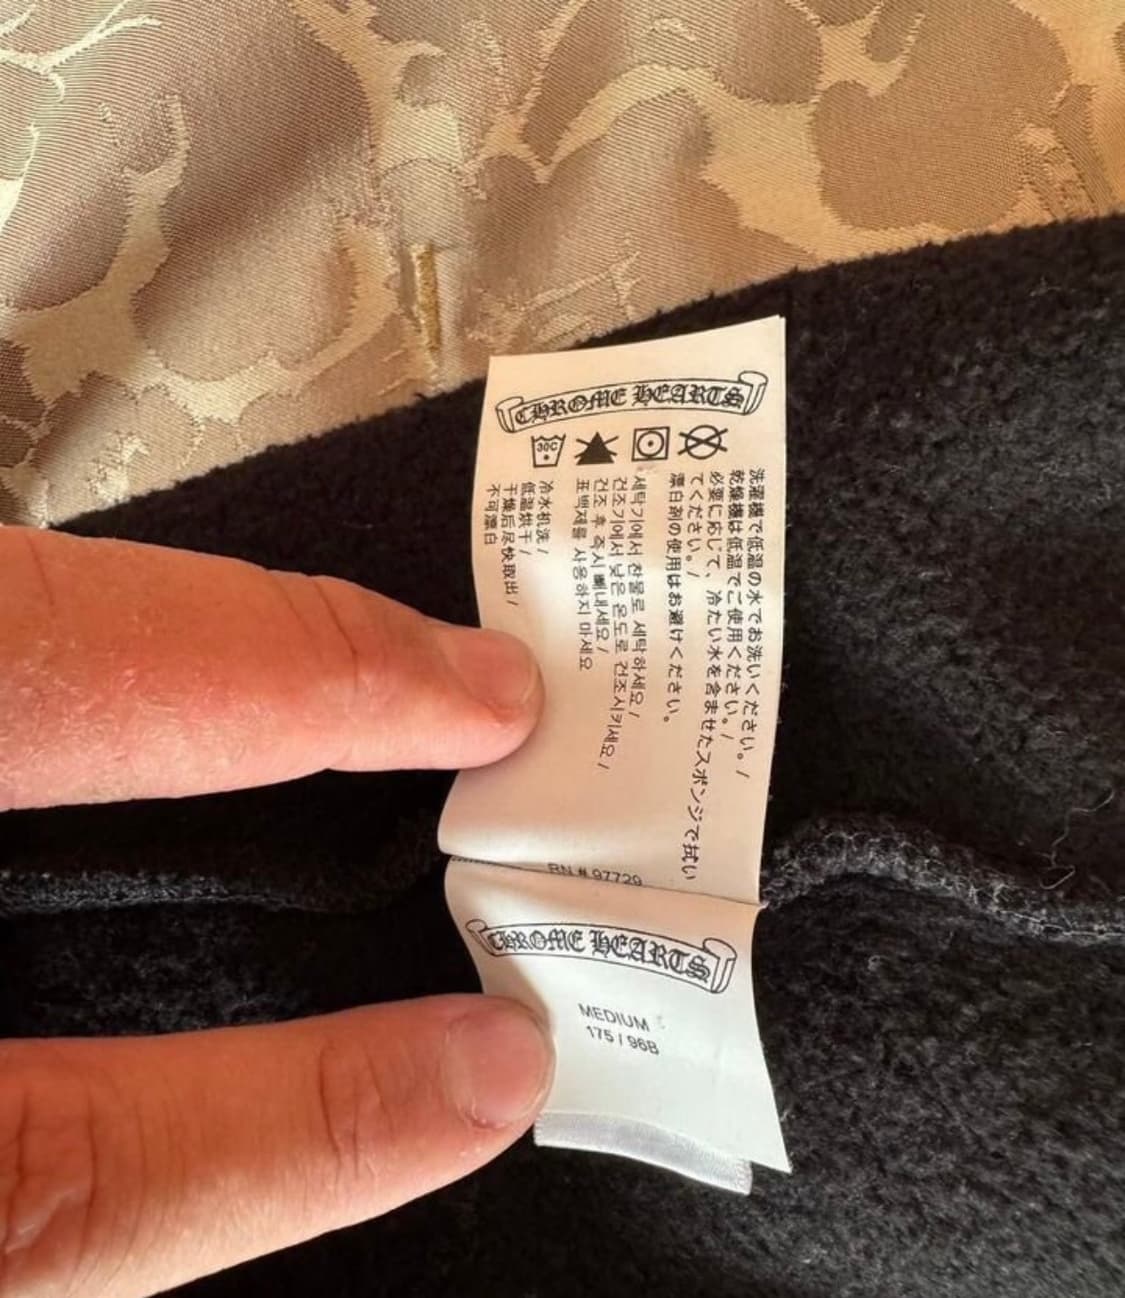 CHROME HEARTS
30C
洗濯機で低温の水でお洗いください。/
乾燥機は低温でご使用ください。/
必要に応じて、冷たい水を含ませたスポンジで拭い
てください。/
漂白剤の使用はお避けください。
세탁기에서 찬물로 세탁하세요/
건조기에서 낮은 온도로 건조시키세요/
건조 후 즉시 빼내세요/
표백제를 사용하지 마세요
冷水机洗/
低温烘干/
干燥后尽快取出/
不可漂白
RN # 97729
CHROME HEARTS
MEDIUM
175 / 96B